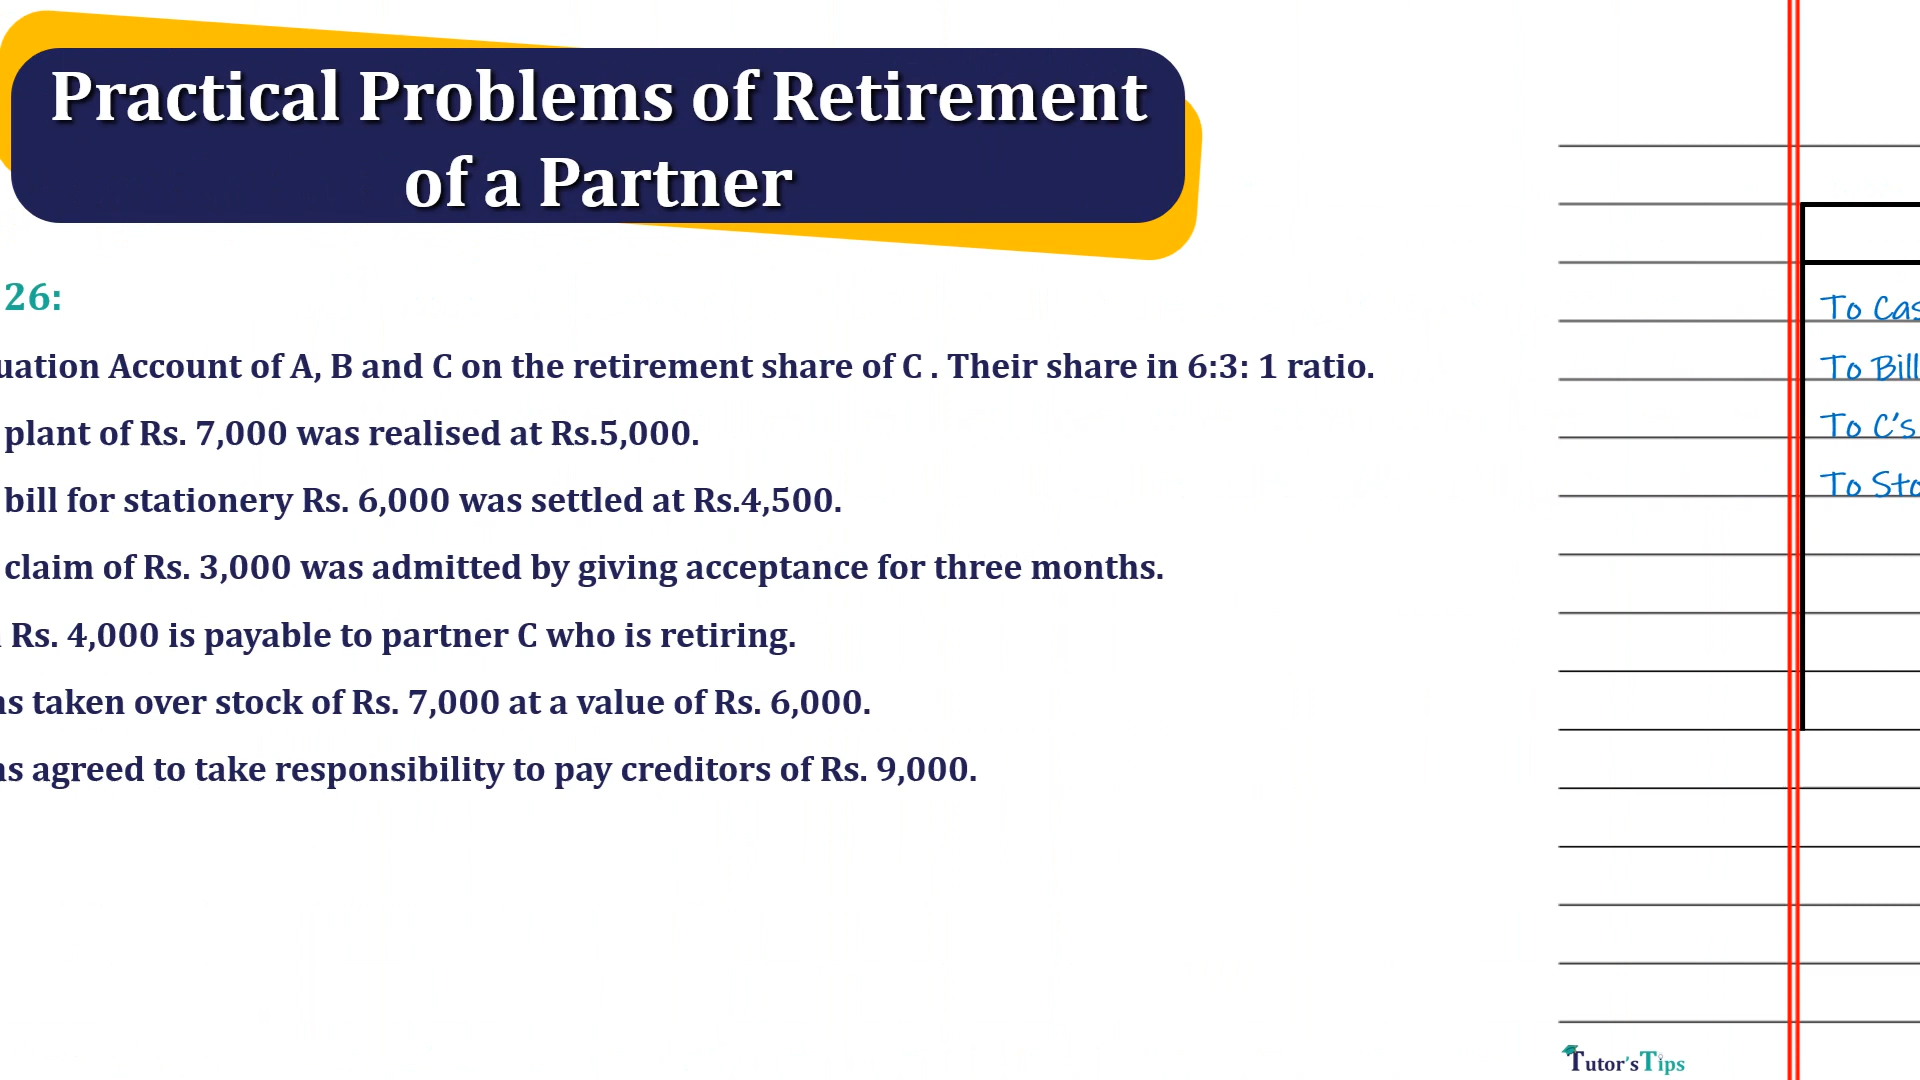 Practical Problems of Retirement
of a Partner
26:
Account of A, B and C on the retirement share of C . Their share in 6:3: 1 ratio.
plant of Rs. 7,000 was realised at Rs.5,000.
bill for stationery Rs. 6,000 was settled at Rs.4,500.
claim of Rs. 3,000 was admitted by giving acceptance for three months.
Rs. 4,000 is payable to partner C who is retiring.
taken over stock of Rs. 7,000 at a value of Rs. 6,000.
agreed to take responsibility to pay creditors of Rs. 9,000.
To
To Bill
To C's
To
Tutor'sTips